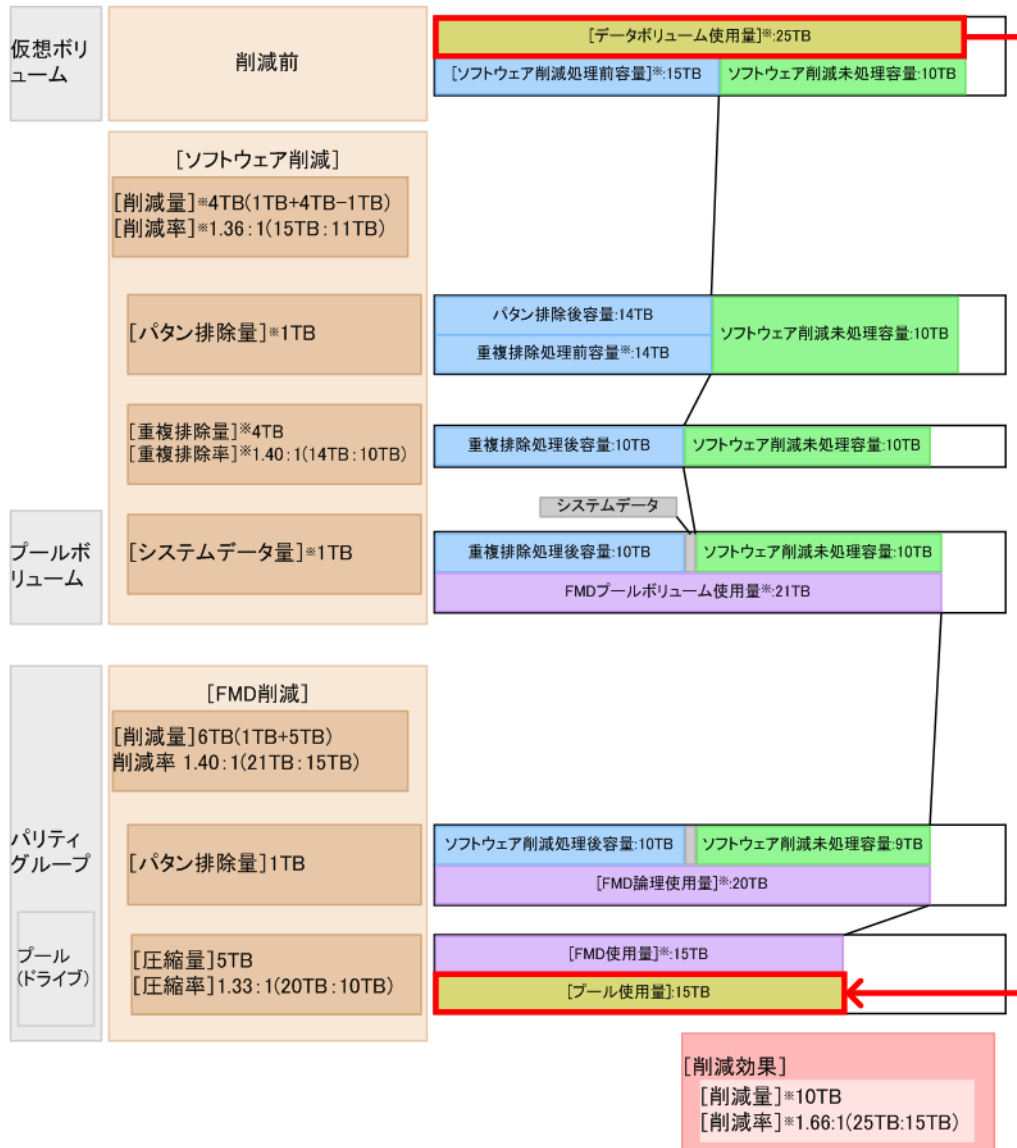 仮想ボリ
ューム
削減前
[データボリューム使用量]※:25TB
[ソフトウェア削減処理前容量]※:15TB
ソフトウェア削減未処理容量:10TB
[ソフトウェア削減]
[削減量]※4TB(1TB+4TB-1TB)
[削減率]※1.36:1(15TB:11TB)
[パタン排除量]※1TB
パタン排除後容量:14TB
重複排除処理前容量※:14TB
ソフトウェア削減未処理容量:10TB
[重複排除量]※4TB
[重複排除率]※1.40:1(14TB:10TB)
重複排除処理後容量:10TB
ソフトウェア削減未処理容量:10TB
システムデータ
プールボ
リューム
[システムデータ量]※1TB
重複排除処理後容量:10TB
ソフトウェア削減未処理容量:10TB
FMDプールボリューム使用量※:21TB
[FMD削減]
[削減量]6TB(1TB+5TB)
削減率 1.40:1(21TB:15TB)
パリティ
グループ
[パタン排除量]1TB
ソフトウェア削減処理後容量:10TB
ソフトウェア削減未処理容量:9TB
[FMD論理使用量]※:20TB
プール
(ドライブ)
[圧縮量]5TB
[圧縮率]1.33:1(20TB:10TB)
[FMD使用量]※:15TB
[プール使用量]:15TB
[削減効果]
[削減量]※10TB
[削減率]※1.66:1(25TB:15TB)